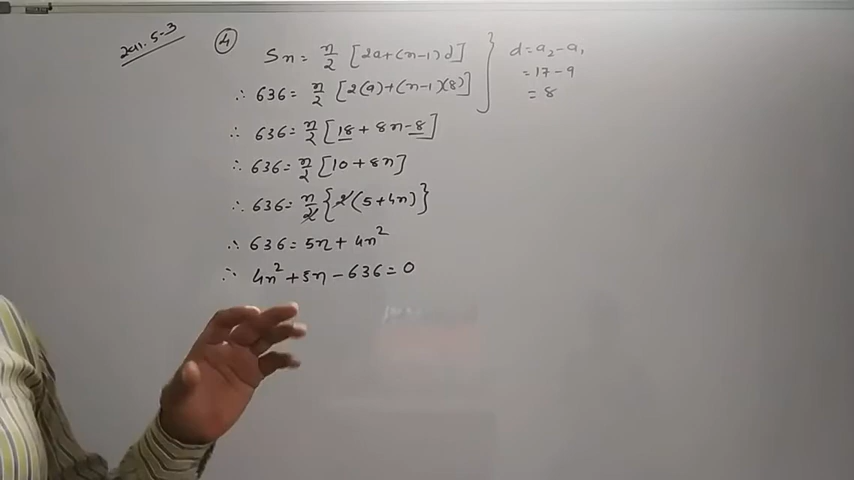 Ex. 5.3
④ Sn = n/2 [2a+(n-1)d] } d = a₂-a₁
∴ 636 = n/2 [2(9)+(n-1)(8)] = 17-9
= 8
∴ 636 = n/2 [18 + 8n-8]
∴ 636 = n/2 [10 + 8n]
∴ 636 = n/2 {2(5+4n)}
∴ 636 = 5n + 4n²
∴ 4n² + 5n - 636 = 0